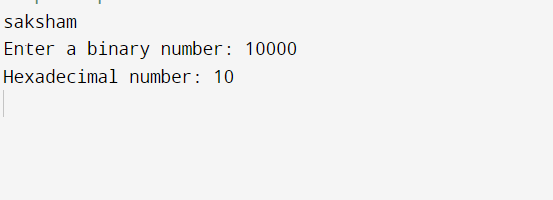 saksham
Enter a binary number: 10000
Hexadecimal number: 10